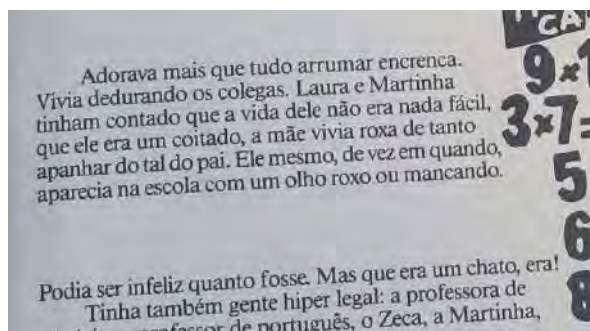 CA
Adorava mais que tudo arrumar encrenca.
Vivia dedurando os colegas. Laura e Martinha
tinham contado que a vida dele não era nada fácil,
que ele era um coitado, a mãe vivia roxa de tanto
apanhar do tal do pai. Ele mesmo, de vez em quando,
aparecia na escola com um olho roxo ou mancando.
9×1
3×7=
5
6
8
Podia ser infeliz quanto fosse. Mas que era um chato, era!
Tinha também gente hiper legal: a professora de
de português, o Zeca, a Martinha,